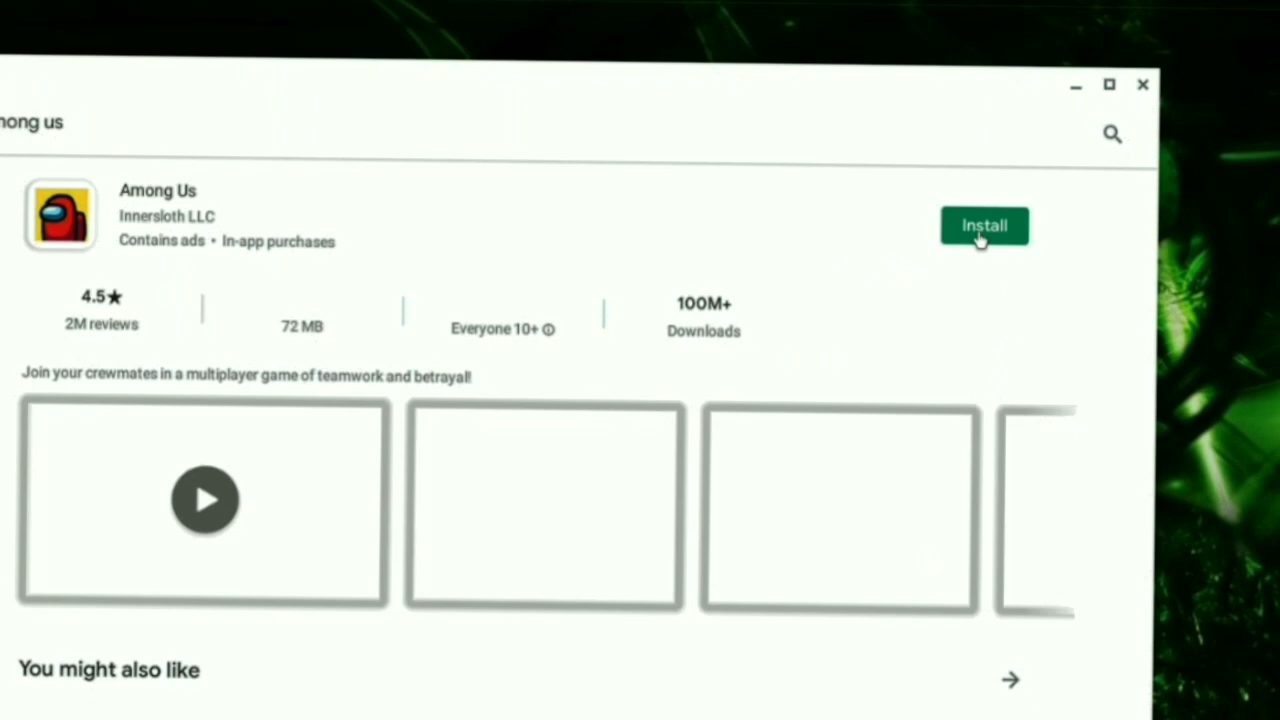 mong us
Among Us
Innersloth LLC
Contains ads • In-app purchases
Install
4.5★
2M reviews
72 MB
Everyone 10+
100M+
Downloads
Join your crewmates in a multiplayer game of teamwork and betrayal!
You might also like